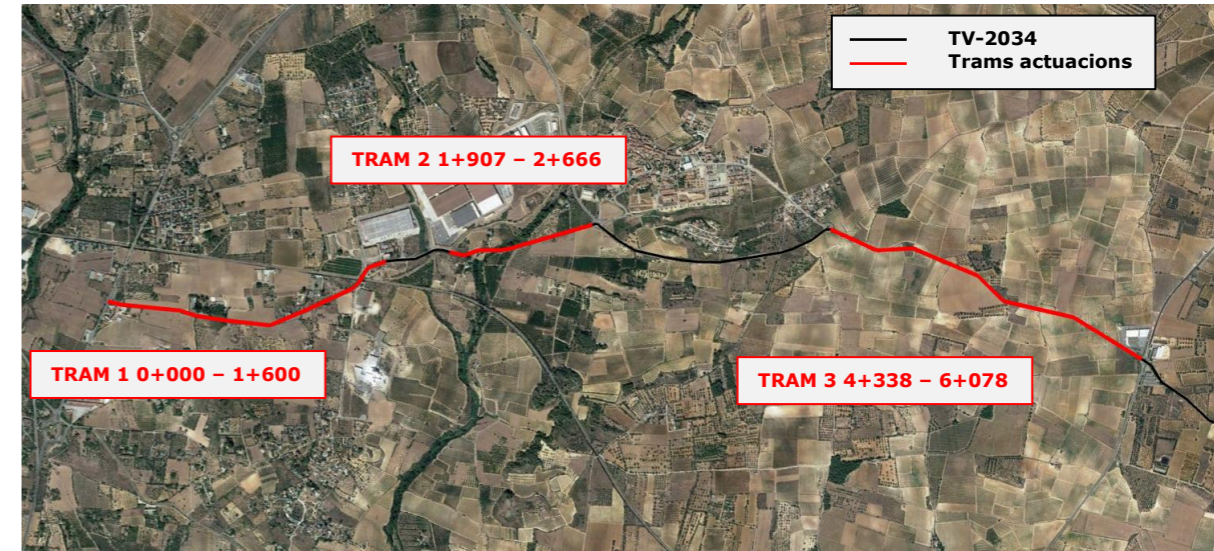 TV-2034
Trams actuacions
TRAM 2 1+907 – 2+666
TRAM 1 0+000 – 1+600
TRAM 3 4+338 – 6+078